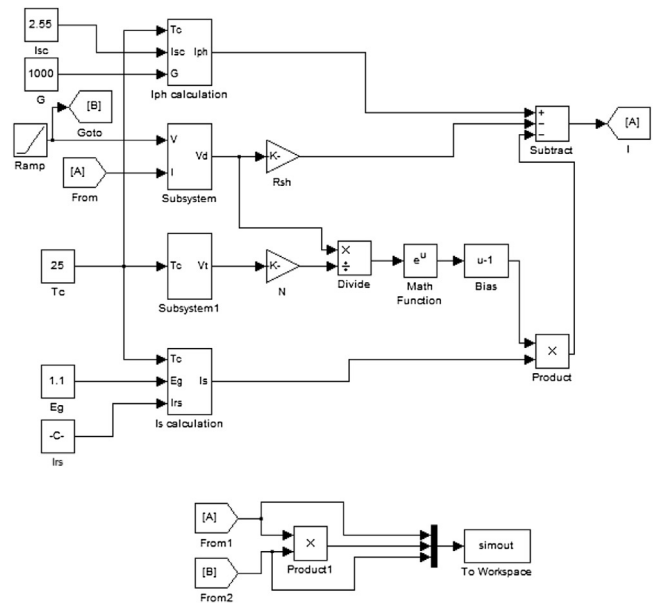 2.55
Isc
1000
G
Tc
Isc
G
Iph
Iph calculation
[B]
Goto
Ramp
[A]
From
V
I
Vd
Subsystem
K-
Rsh
+
−
−
Subtract
[A]
I
25
Tc
Tc
Vt
Subsystem1
K-
N
×
÷
Divide
eu
Math
Function
u-1
Bias
×
Product
1.1
Eg
-C-
Irs
Tc
Eg
Irs
Is
Is calculation
[A]
From1
[B]
From2
×
Product1
simout
To Workspace